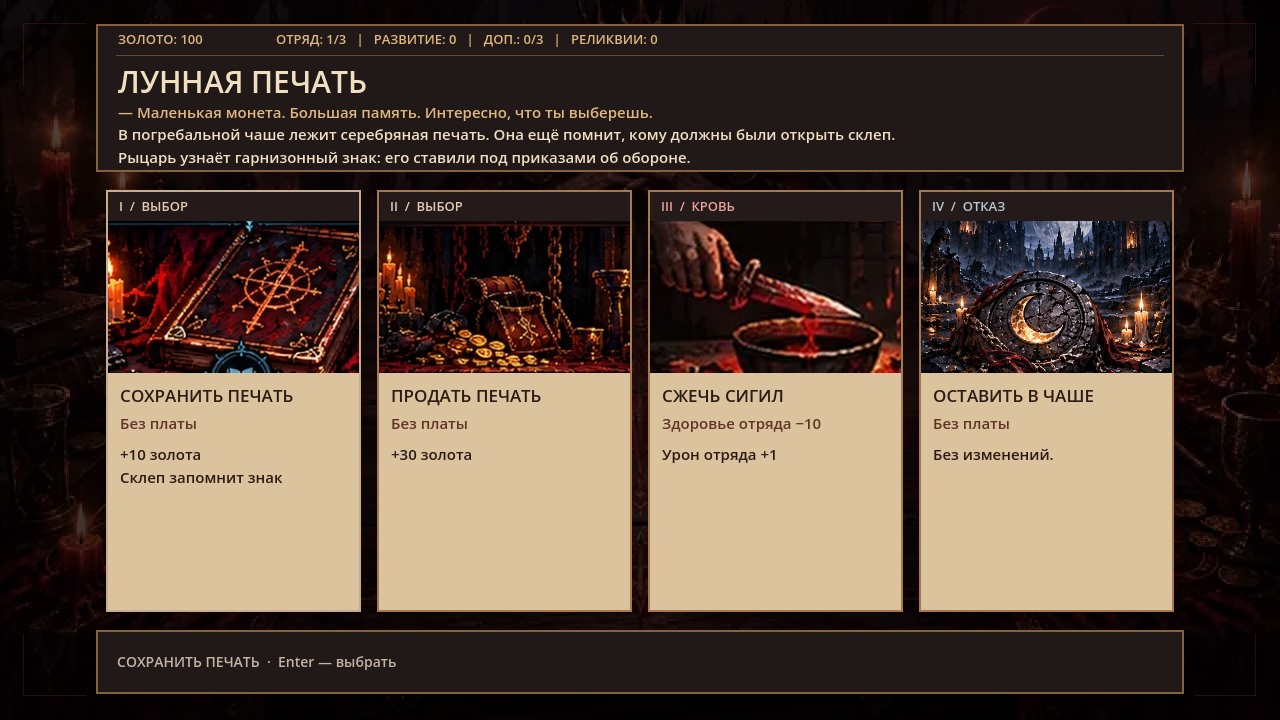 ЗОЛОТО: 100 ОТРЯД: 1/3 | РАЗВИТИЕ: 0 | ДОП.: 0/3 | РЕЛИКВИИ: 0
ЛУННАЯ ПЕЧАТЬ
— Маленькая монета. Большая память. Интересно, что ты выберешь.
В погребальной чаше лежит серебряная печать. Она ещё помнит, кому должны были открыть склеп.
Рыцарь узнаёт гарнизонный знак: его ставили под приказами об обороне.
I / ВЫБОР
СОХРАНИТЬ ПЕЧАТЬ
Без платы
+10 золота
Склеп запомнит знак
II / ВЫБОР
ПРОДАТЬ ПЕЧАТЬ
Без платы
+30 золота
III / КРОВЬ
СЖЕЧЬ СИГИЛ
Здоровье отряда −10
Урон отряда +1
IV / ОТКАЗ
ОСТАВИТЬ В ЧАШЕ
Без платы
Без изменений.
СОХРАНИТЬ ПЕЧАТЬ · Enter — выбрать